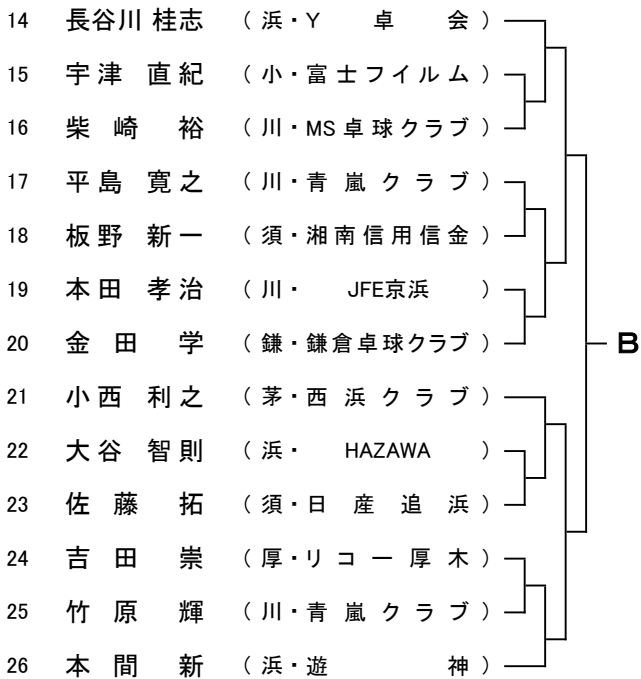 14 長谷川 桂志 （ 浜・Y 卓 会 ）
15 宇津 直紀 （ 小・富士フイルム ）
16 柴崎 裕 （ 川・MS卓球クラブ ）
17 平島 寛之 （ 川・青嵐クラブ ）
18 板野 新一 （ 須・湘南信用信金 ）
19 本田 孝治 （ 川・ JFE京浜 ）
20 金田 学 （ 鎌・鎌倉卓球クラブ ）
B
21 小西 利之 （ 茅・西浜クラブ ）
22 大谷 智則 （ 浜・ HAZAWA ）
23 佐藤 拓 （ 須・日産追浜 ）
24 吉田 崇 （ 厚・リコー厚木 ）
25 竹原 輝 （ 川・青嵐クラブ ）
26 本間 新 （ 浜・遊 神 ）